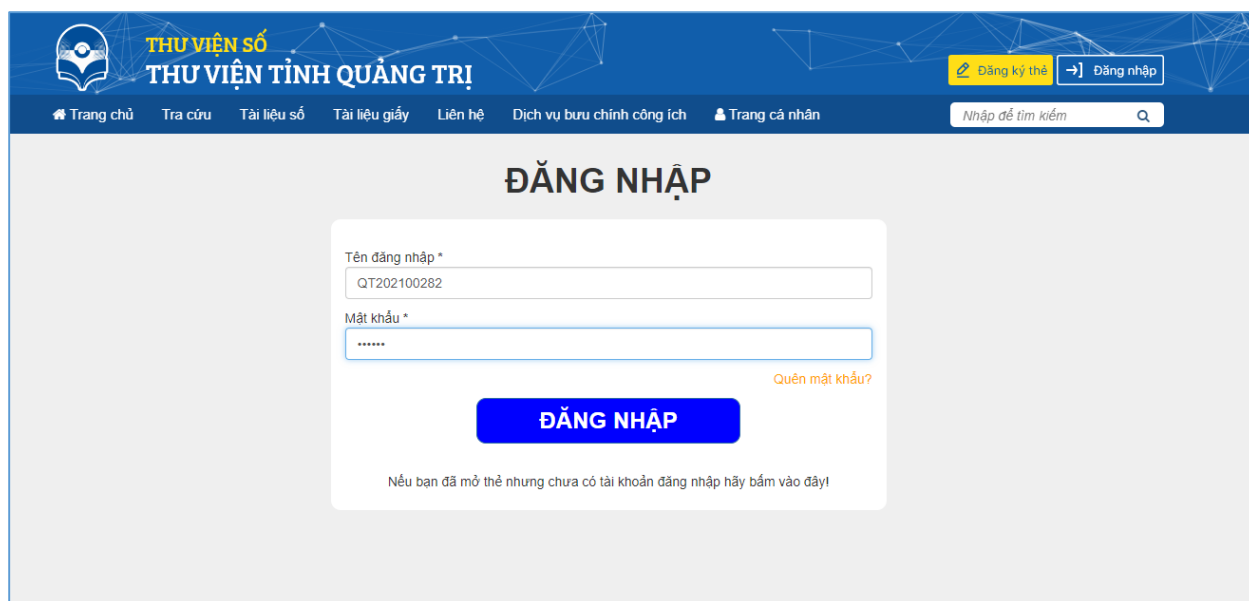 THƯ VIỆN SỐ
THƯ VIỆN TỈNH QUẢNG TRỊ
Đăng ký thẻ Đăng nhập
Trang chủ Tra cứu Tài liệu số Tài liệu giấy Liên hệ Dịch vụ bưu chính công ích Trang cá nhân Nhập để tìm kiếm
ĐĂNG NHẬP
Tên đăng nhập *
QT202100282
Mật khẩu *
••••••
Quên mật khẩu?
ĐĂNG NHẬP
Nếu bạn đã mở thẻ nhưng chưa có tài khoản đăng nhập hãy bấm vào đây!